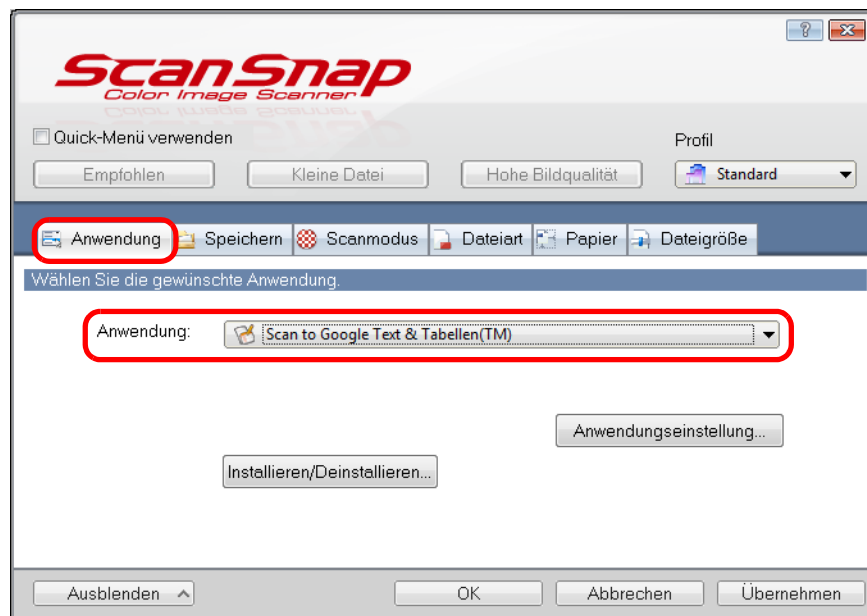 ScanSnap
Color Image Scanner
Quick-Menü verwenden
Profil
Empfohlen Kleine Datei Hohe Bildqualität Standard
Anwendung Speichern Scanmodus Dateiart Papier Dateigröße
Wählen Sie die gewünschte Anwendung.
Anwendung: Scan to Google Text & Tabellen(TM)
Anwendungseinstellung...
Installieren/Deinstallieren...
Ausblenden OK Abbrechen Übernehmen